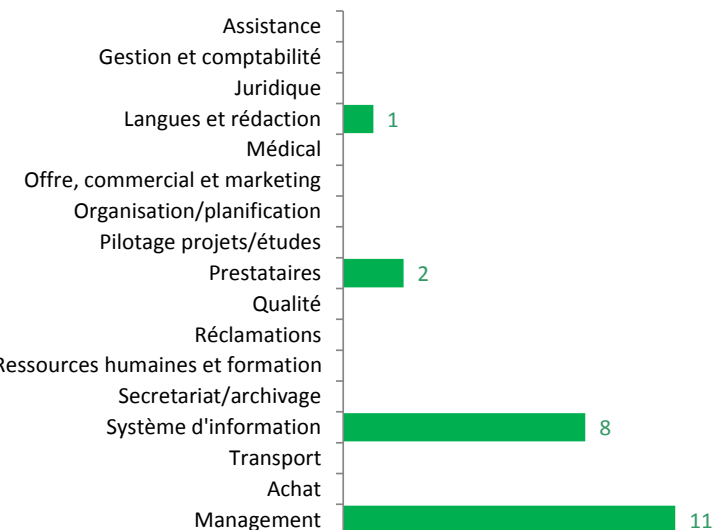 Assistance
Gestion et comptabilité
Juridique
Langues et rédaction 1
Médical
Offre, commercial et marketing
Organisation/planification
Pilotage projets/études
Prestataires 2
Qualité
Réclamations
Ressources humaines et formation
Secretariat/archivage
Système d'information 8
Transport
Achat
Management 11